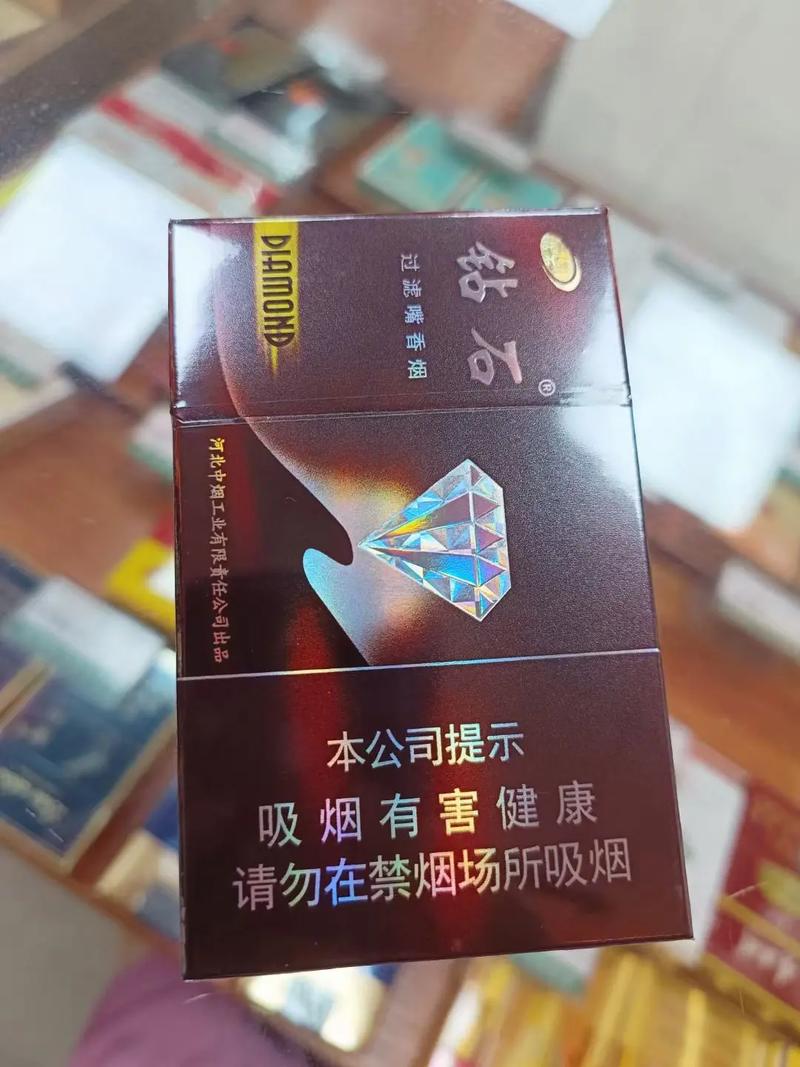 钻石®
过滤嘴香烟
DIAMOND
河北中烟工业有限责任公司出品
本公司提示
吸烟有害健康
请勿在禁烟场所吸烟